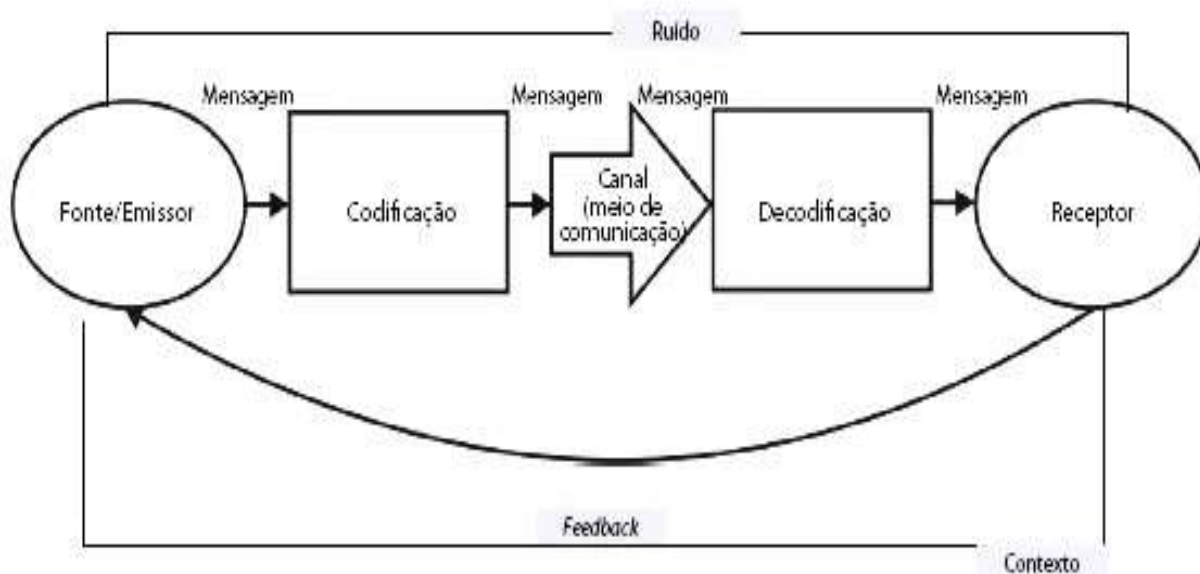 Ruído
Mensagem
Mensagem
Mensagem
Mensagem
Fonte/Emissor
Codificação
Canal
(meio de
comunicação)
Decodificação
Receptor
Feedback
Contexto